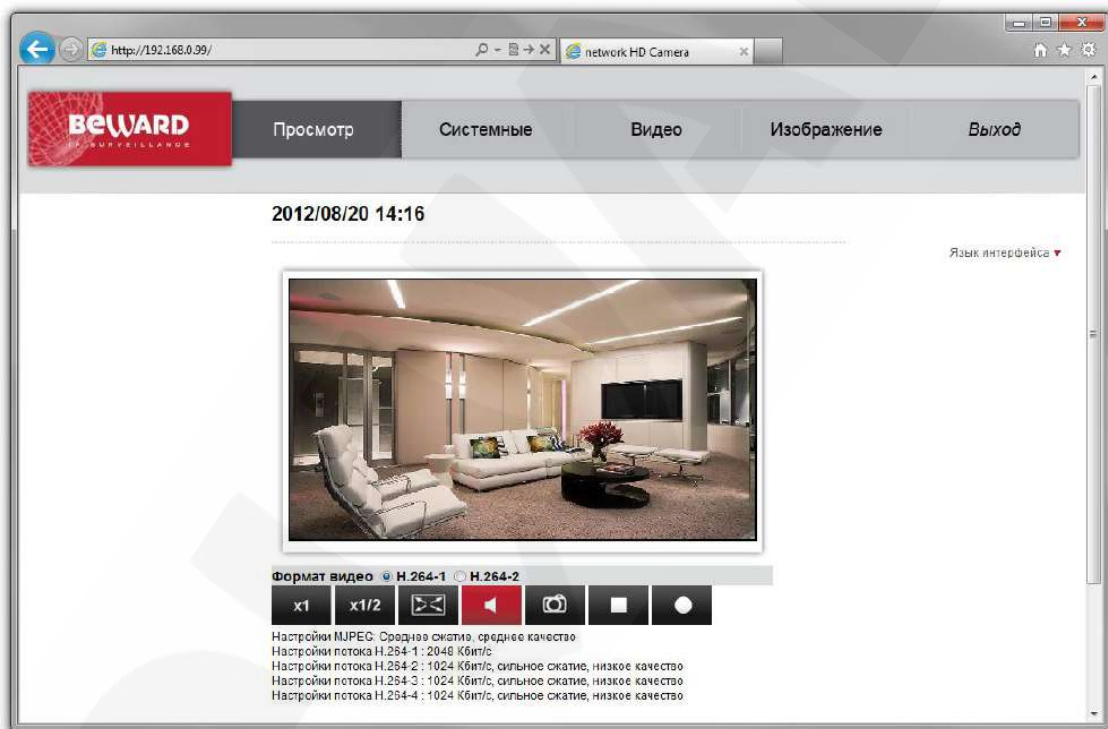 http://192.168.0.99/
network HD Camera
BEWARD
IP SURVEILLANCE
Просмотр
Системные
Видео
Изображение
Выход
2012/08/20 14:16
Язык интерфейса
Формат видео H.264-1 H.264-2
x1 x1/2
Настройки MJPEG: Среднее сжатие, среднее качество
Настройки потока H.264-1 : 2048 Кбит/с
Настройки потока H.264-2 : 1024 Кбит/с, сильное сжатие, низкое качество
Настройки потока H.264-3 : 1024 Кбит/с, сильное сжатие, низкое качество
Настройки потока H.264-4 : 1024 Кбит/с, сильное сжатие, низкое качество